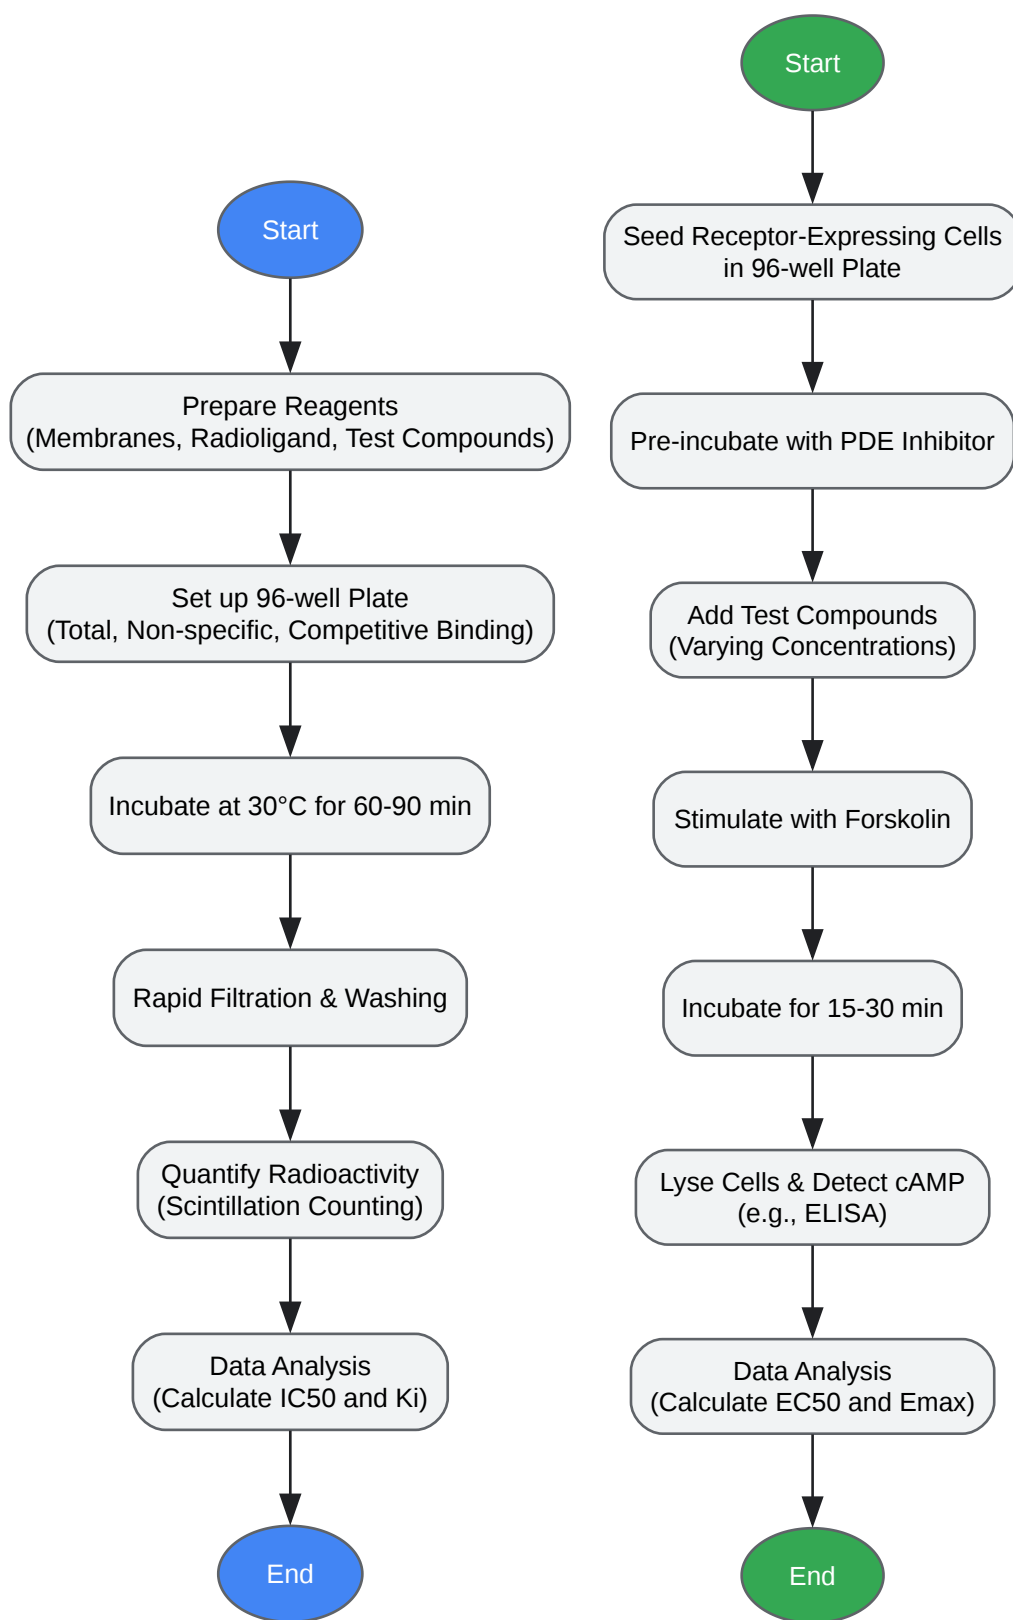 Start
Prepare Reagents
(Membranes, Radioligand, Test Compounds)
Set up 96-well Plate
(Total, Non-specific, Competitive Binding)
Incubate at 30°C for 60-90 min
Rapid Filtration & Washing
Quantify Radioactivity
(Scintillation Counting)
Data Analysis
(Calculate IC50 and Ki)
End
Start
Seed Receptor-Expressing Cells
in 96-well Plate
Pre-incubate with PDE Inhibitor
Add Test Compounds
(Varying Concentrations)
Stimulate with Forskolin
Incubate for 15-30 min
Lyse Cells & Detect cAMP
(e.g., ELISA)
Data Analysis
(Calculate EC50 and Emax)
End